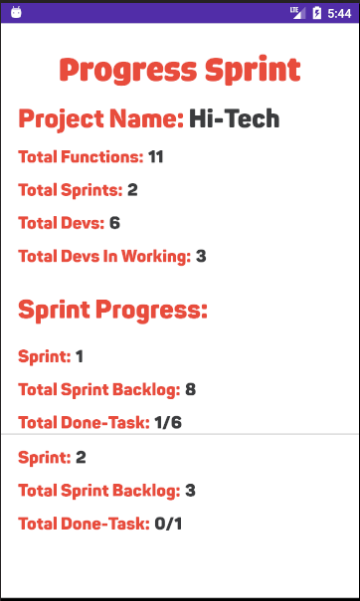 LTE 5:44
Progress Sprint
Project Name: Hi-Tech
Total Functions: 11
Total Sprints: 2
Total Devs: 6
Total Devs In Working: 3
Sprint Progress:
Sprint: 1
Total Sprint Backlog: 8
Total Done-Task: 1/6
Sprint: 2
Total Sprint Backlog: 3
Total Done-Task: 0/1